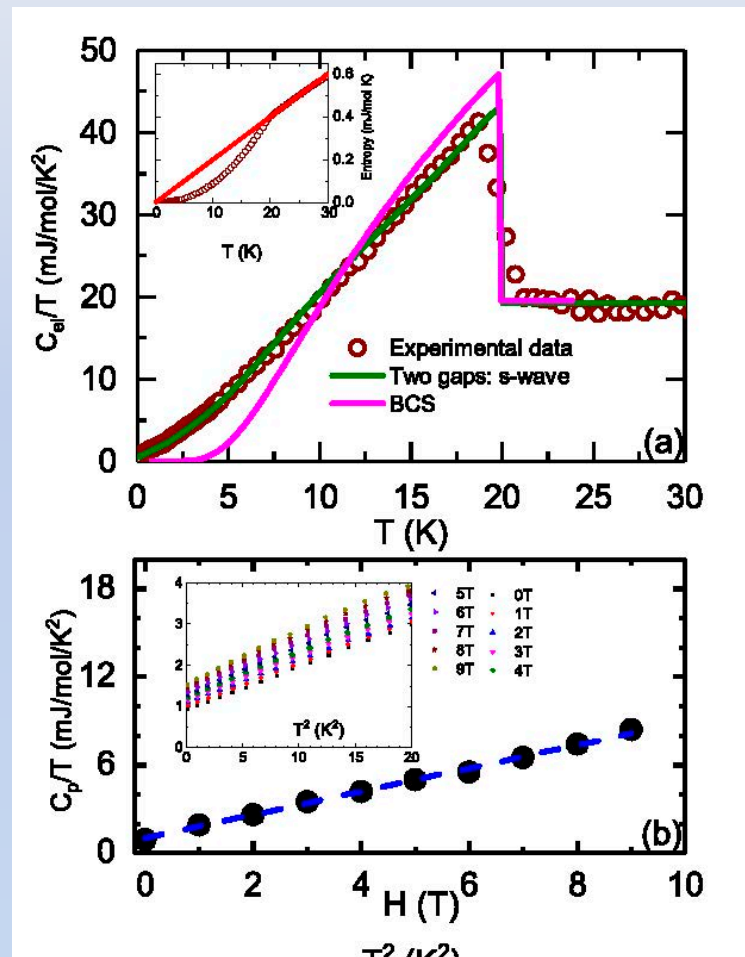 50
40
30
20
10
0
C_el/T (mJ/mol/K²)
0.6
0.4
0.2
0.0
Entropy (mJ/mol K)
0 10 20 30
T (K)
Experimental data
Two gaps: s-wave
BCS
(a)
0 5 10 15 20 25 30
T (K)
18
12
6
0
C_p/T (mJ/mol/K²)
4
3
2
1
0
5T 0T
6T 1T
7T 2T
8T 3T
9T 4T
T² (K²)
0 5 10 15 20
(b)
0 2 4 6 8 10
H (T)
T² (K²)